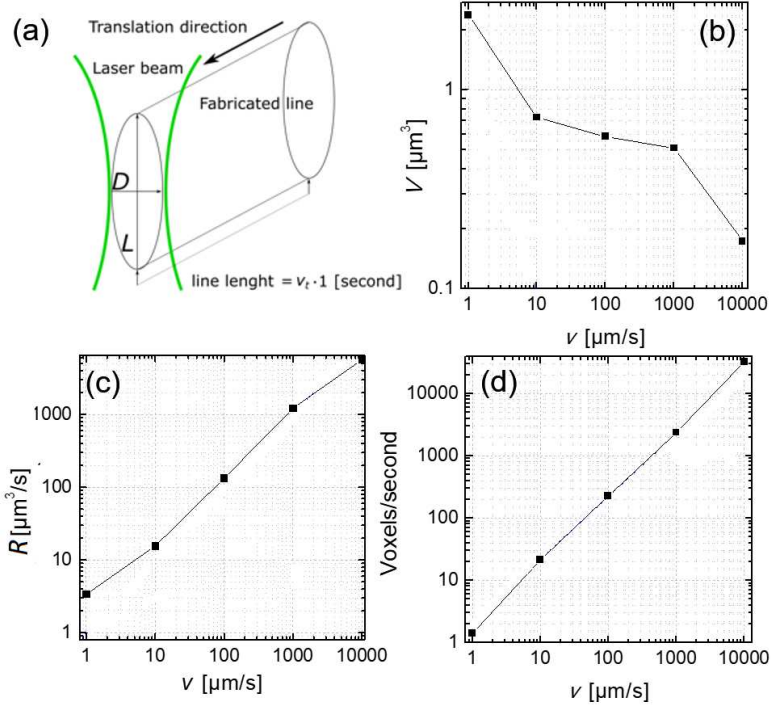 (a)
Translation direction
Laser beam
Fabricated line
D
L
line lenght = vt · 1 [second]
(b)
V [µm³]
1
0.1
1 10 100 1000 10000
v [µm/s]
(c)
R [µm³/s]
1000
100
10
1
1 10 100 1000 10000
v [µm/s]
(d)
Voxels/second
10000
1000
100
10
1
1 10 100 1000 10000
v [µm/s]